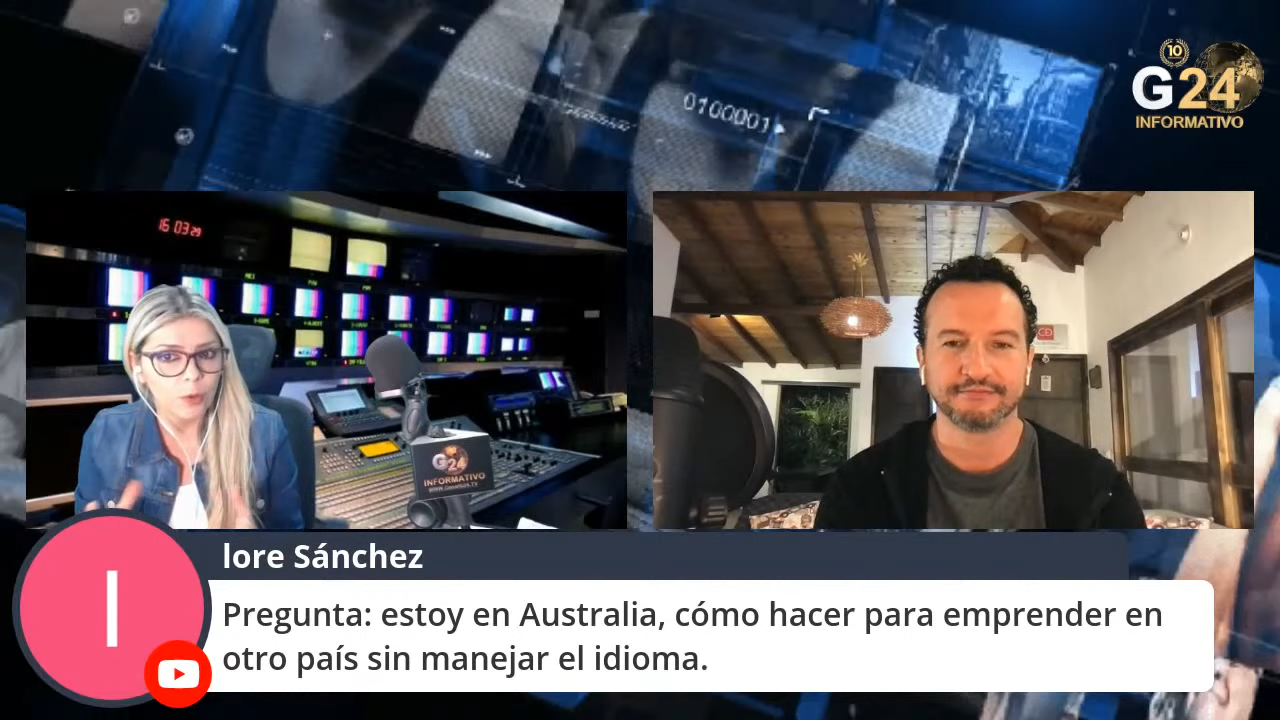 10
G24
INFORMATIVO
0100001
16 03 29
G24
INFORMATIVO
lore Sánchez
Pregunta: estoy en Australia, cómo hacer para emprender en
otro país sin manejar el idioma.
l